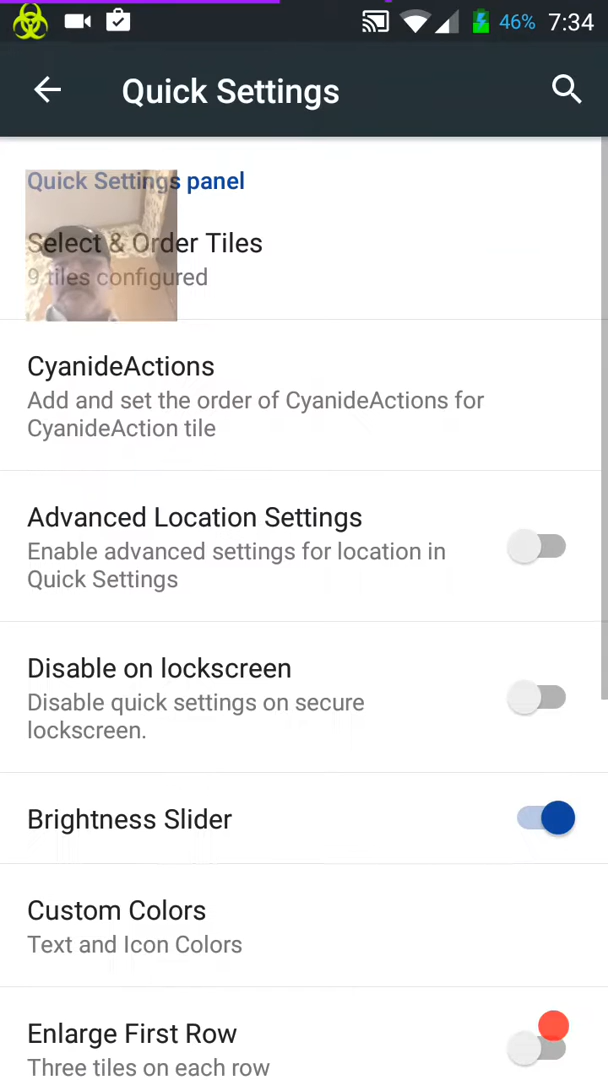 46% 7:34
Quick Settings
Quick Settings panel
Select & Order Tiles
9 tiles configured
CyanideActions
Add and set the order of CyanideActions for
CyanideAction tile
Advanced Location Settings
Enable advanced settings for location in
Quick Settings
Disable on lockscreen
Disable quick settings on secure
lockscreen.
Brightness Slider
Custom Colors
Text and Icon Colors
Enlarge First Row
Three tiles on each row